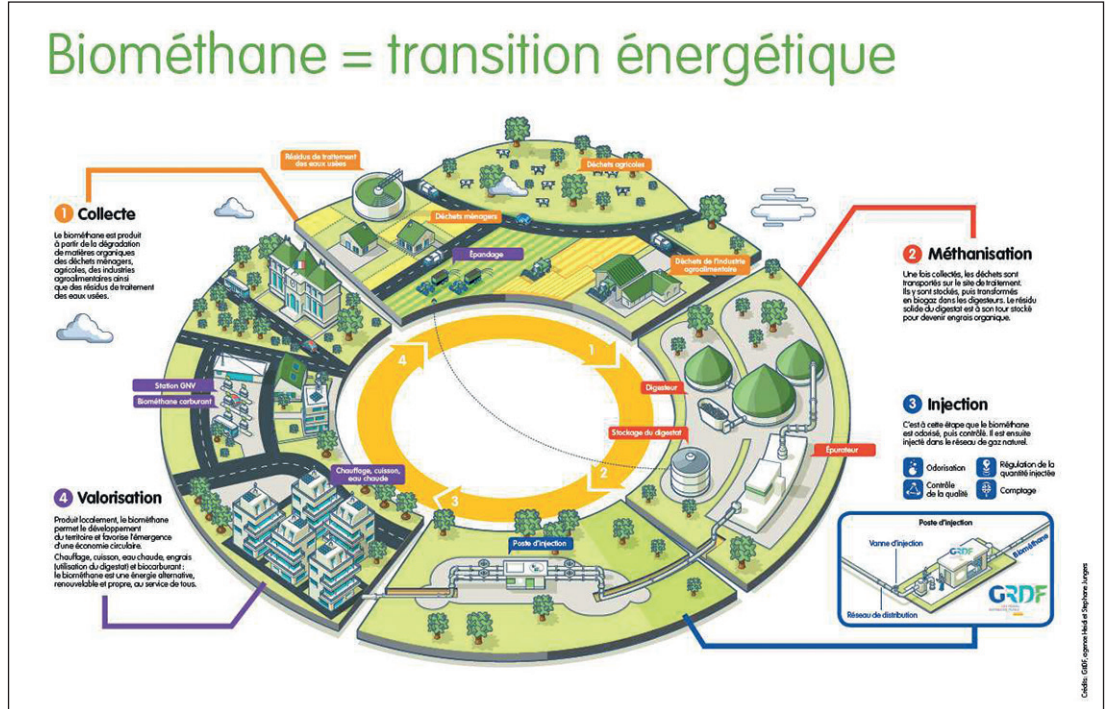 Biométhane = transition énergétique
1 Collecte
Le biométhane est produit
à partir de la dégradation
de matières organiques
des déchets ménagers,
agricoles, des industries
agroalimentaires ainsi
que des résidus de traitement
des eaux usées.
Résidus de traitement
des eaux usées
Déchets agricoles
Déchets ménagers
Épandage
Déchets de l'industrie
agroalimentaire
2 Méthanisation
Une fois collectés, les déchets sont
transportés sur le site de traitement.
Ils y sont stockés, puis transformés
en biogaz dans les digesteurs. Le résidu
solide du digestat est à son tour stocké
pour devenir engrais organique.
4
1
Station GNV
Biométhane carburant
Digesteur
Stockage du digestat
Épurateur
3 Injection
C'est à cette étape que le biométhane
est odorisé, puis contrôlé. Il est ensuite
injecté dans le réseau de gaz naturel.
Odorisation
Régulation de la
quantité injectée
Contrôle
de la qualité
Comptage
Chauffage, cuisson,
eau chaude
3
2
4 Valorisation
Produit localement, le biométhane
permet le développement
du territoire et favorise l'émergence
d'une économie circulaire.
Chauffage, cuisson, eau chaude, engrais
(utilisation du digestat) et biocarburant :
le biométhane est une énergie alternative,
renouvelable et propre, au service de tous.
Poste d'injection
Poste d'injection
Vanne d'injection
GRDF
Biométhane
Réseau de distribution
GRDF
Crédits : GRDF, agence Heidi et Stephane Jungers